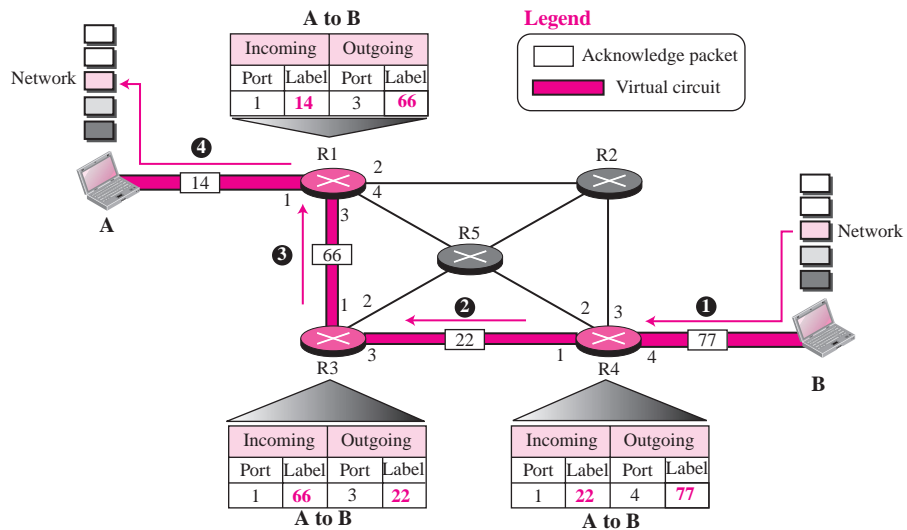 A to B
Incoming Outgoing
Port Label Port Label
1 14 3 66
Legend
Acknowledge packet
Virtual circuit
Network
4
R1
2
R2
14
1
4
A
3
R5
Network
3
66
1
2
2
2
3
1
R3
3
22
1
R4
4
77
B
Incoming Outgoing
Port Label Port Label
1 66 3 22
A to B
Incoming Outgoing
Port Label Port Label
1 22 4 77
A to B